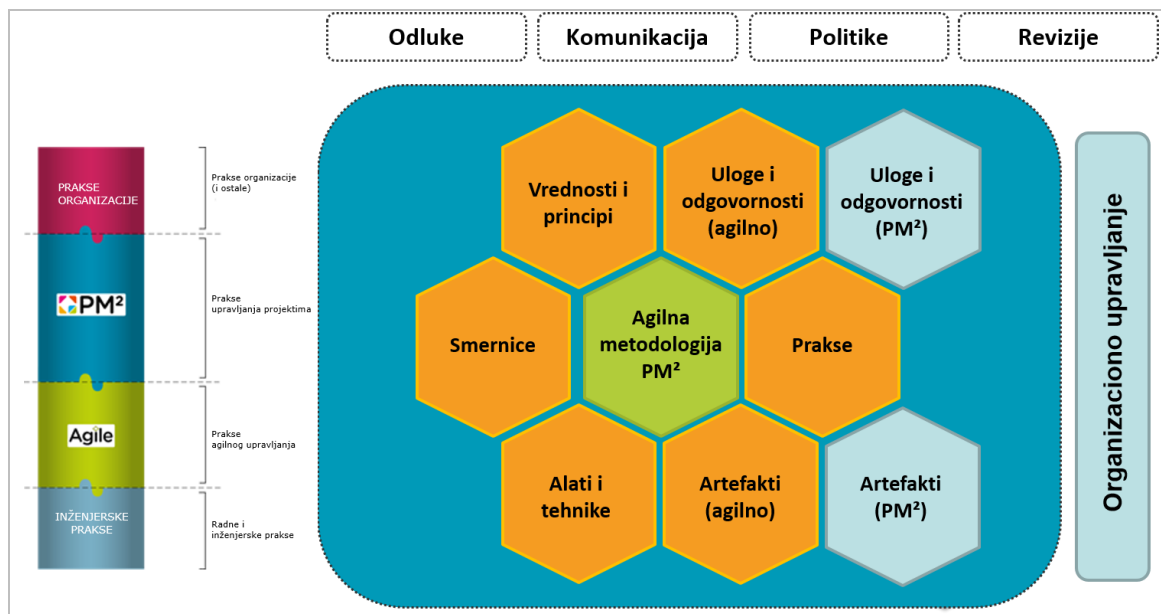 Odluke
Komunikacija
Politike
Revizije
PRAKSE
ORGANIZACIJE
Prakse organizacije
(i ostale)
PM²
Prakse
upravljanja projektima
Agile
Prakse
agilnog upravljanja
INŽENJERSKE
PRAKSE
Radne i
inženjerske prakse
Vrednosti i
principi
Uloge i
odgovornosti
(agilno)
Uloge i
odgovornosti
(PM²)
Smernice
Agilna
metodologija
PM²
Prakse
Alati i
tehnike
Artefakti
(agilno)
Artefakti
(PM²)
Organizaciono upravljanje